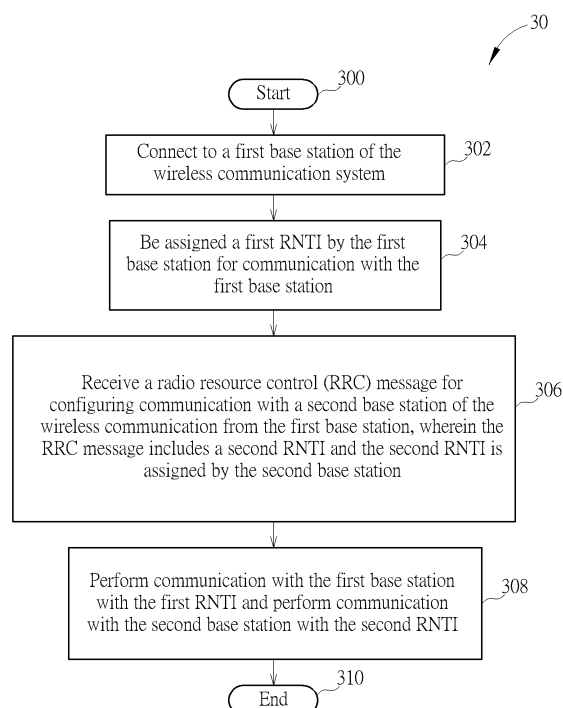 30
Start
300
Connect to a first base station of the
wireless communication system
302
Be assigned a first RNTI by the first
base station for communication with the
first base station
304
Receive a radio resource control (RRC) message for
configuring communication with a second base station of the
wireless communication from the first base station, wherein the
RRC message includes a second RNTI and the second RNTI is
assigned by the second base station
306
Perform communication with the first base station
with the first RNTI and perform communication
with the second base station with the second RNTI
308
End
310